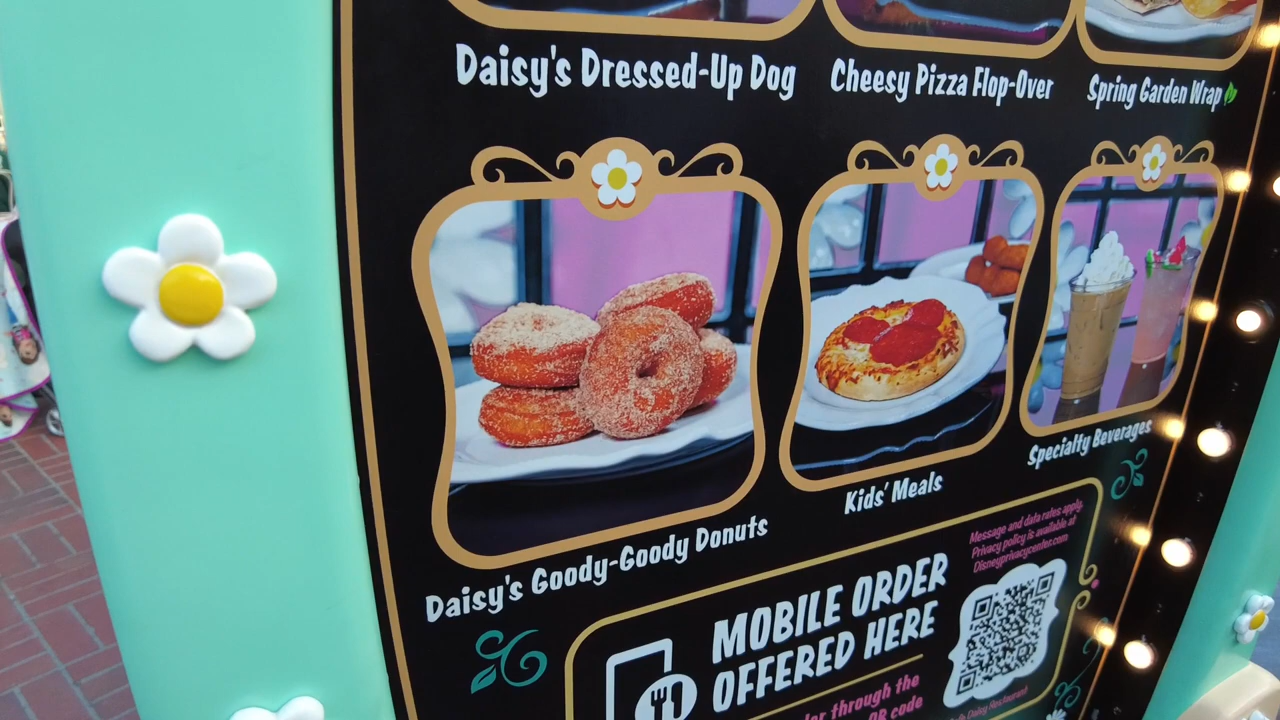 Daisy's Dressed-Up Dog
Cheesy Pizza Flop-Over
Spring Garden Wrap
Daisy's Goody-Goody Donuts
Kids' Meals
Specialty Beverages
MOBILE ORDER
OFFERED HERE
Message and data rates apply.
Privacy policy is available at
Disneyprivacycenter.com
through the
QR code
Daisy Restaurant